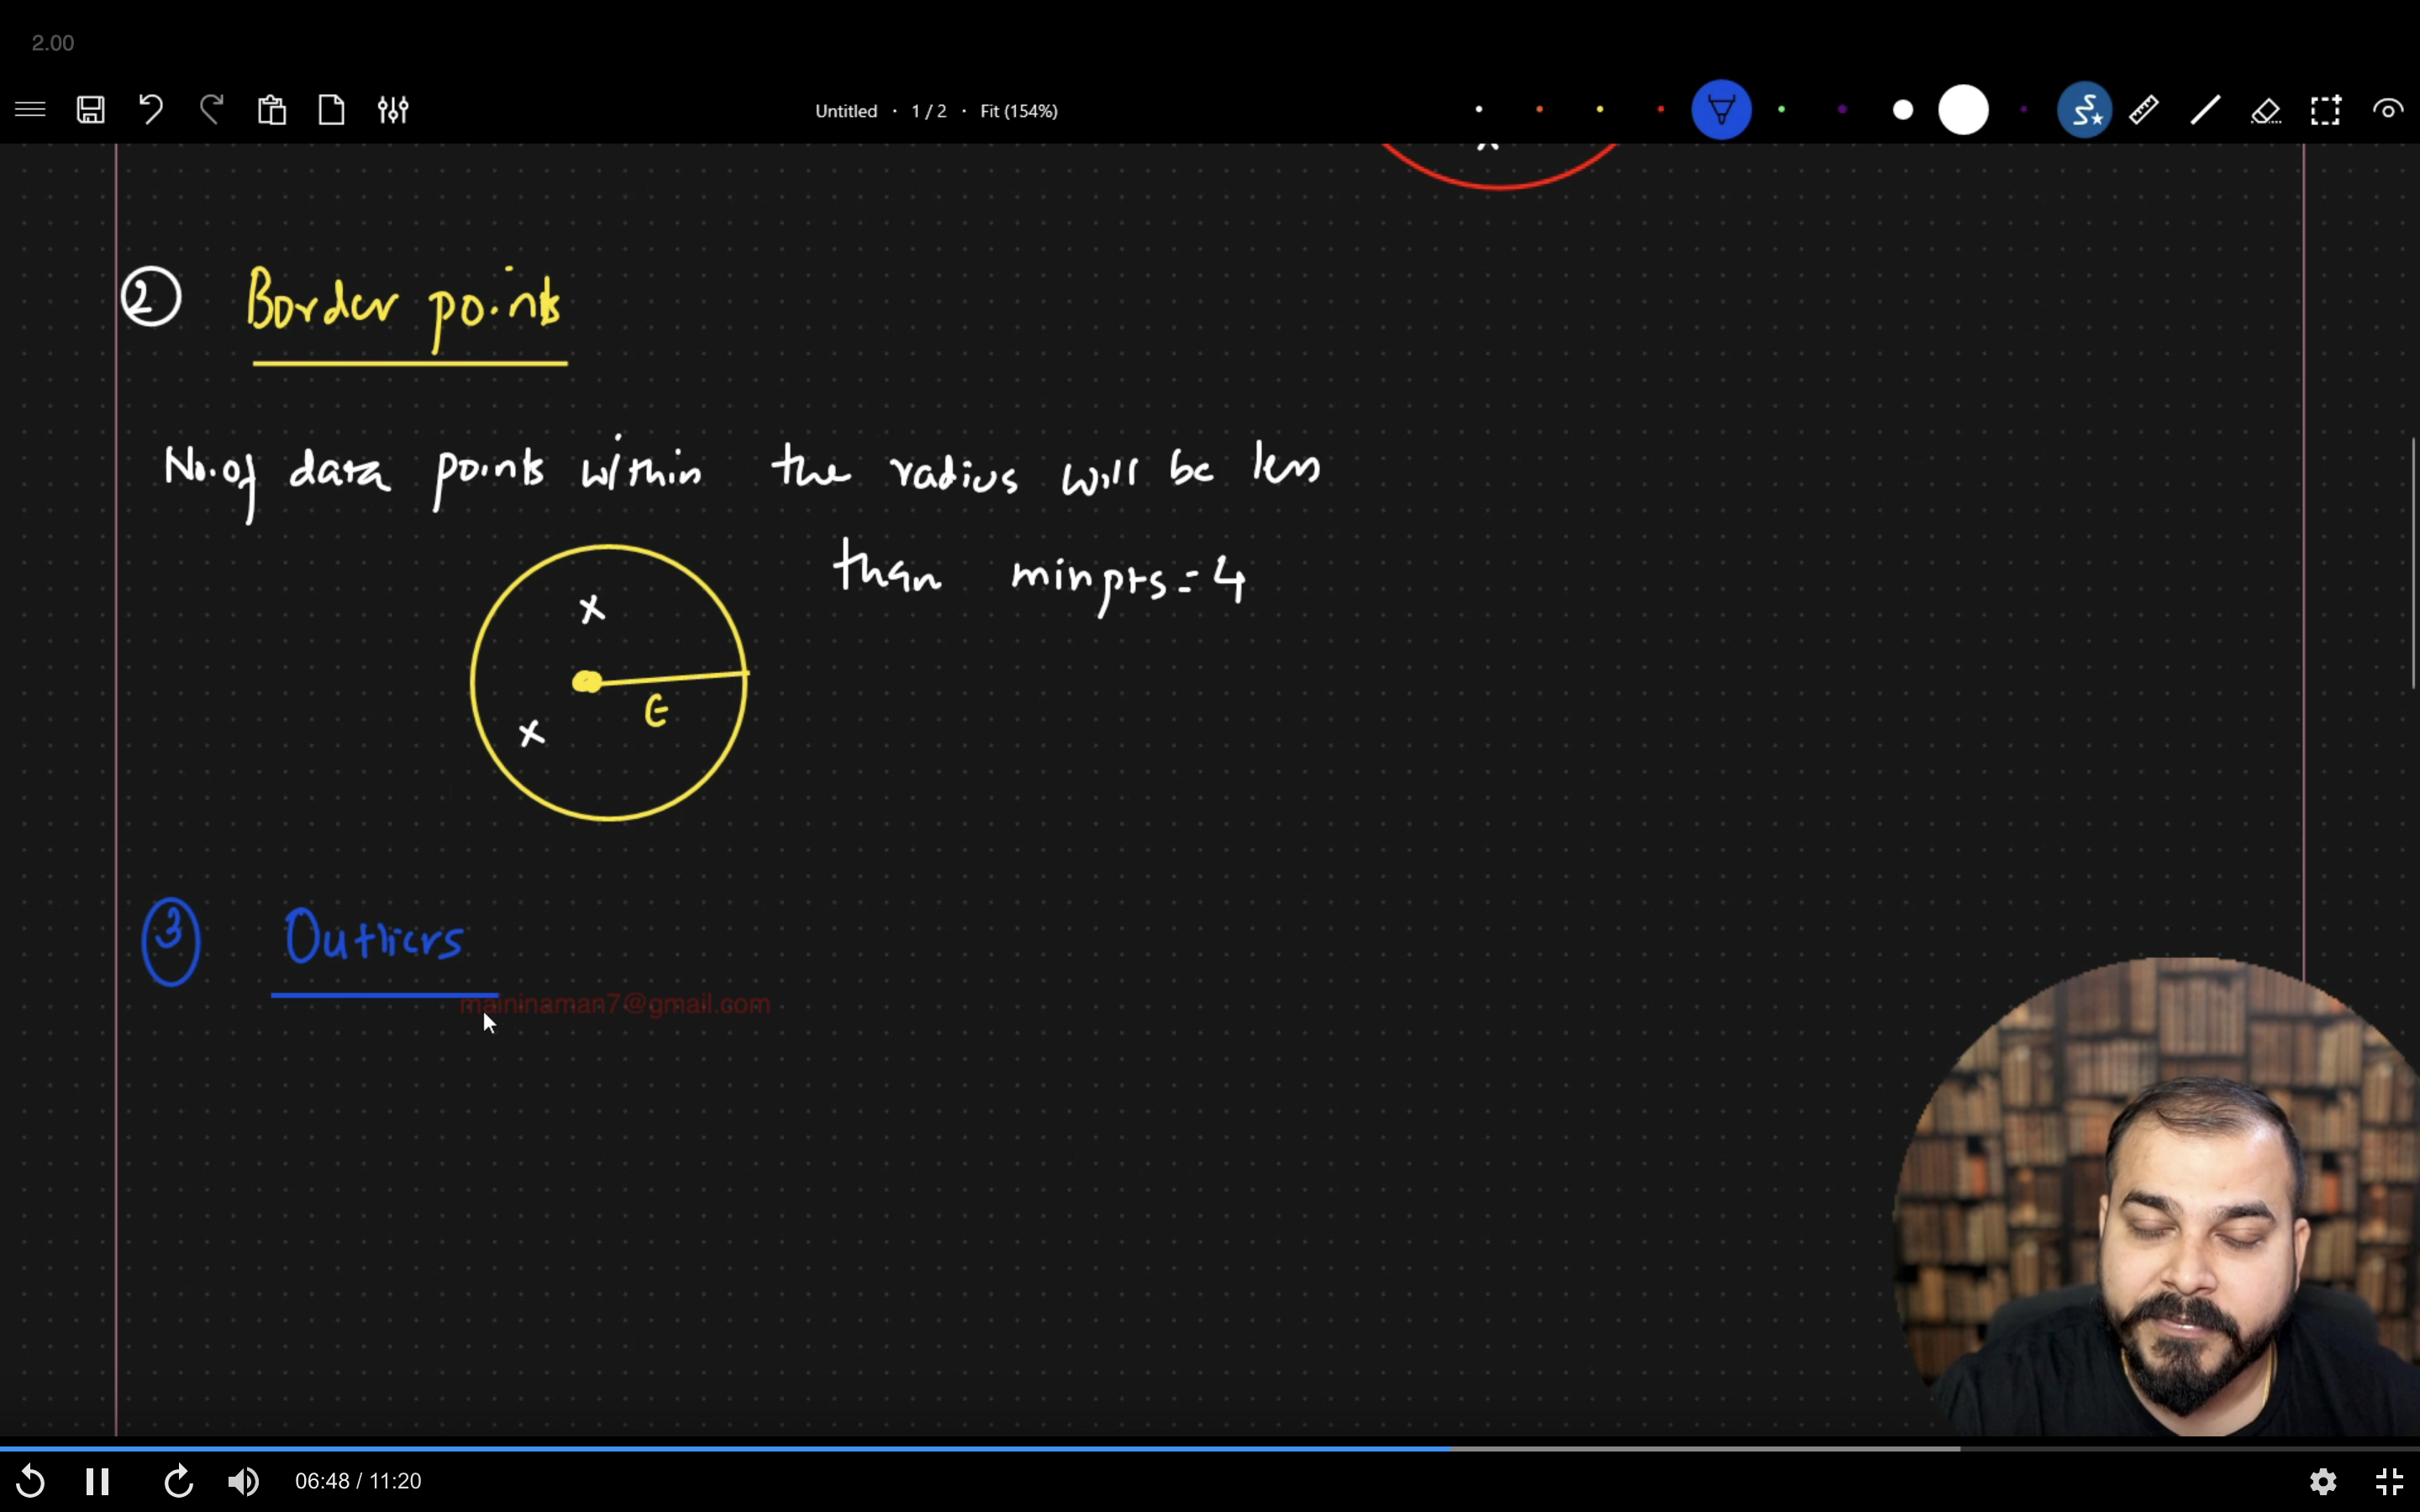 2.00
Untitled · 1 / 2 · Fit (154%)
x
2 Border points
No. of data points within the radius will be less
than minpts = 4
x
ϵ
x
3 Outliers
maininaman7@gmail.com
06:48 / 11:20